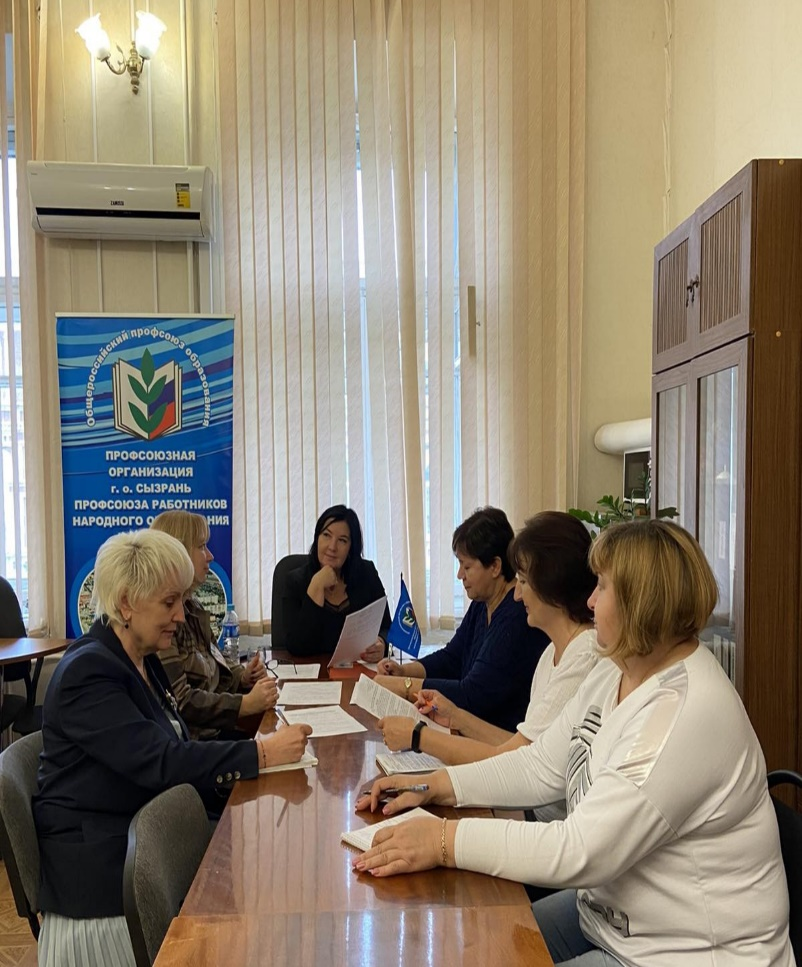 Общероссийский профсоюз образования
ПРОФСОЮЗНАЯ
ОРГАНИЗАЦИЯ
г. о. СЫЗРАНЬ
ПРОФСОЮЗА РАБОТНИКОВ
НАРОДНОГО